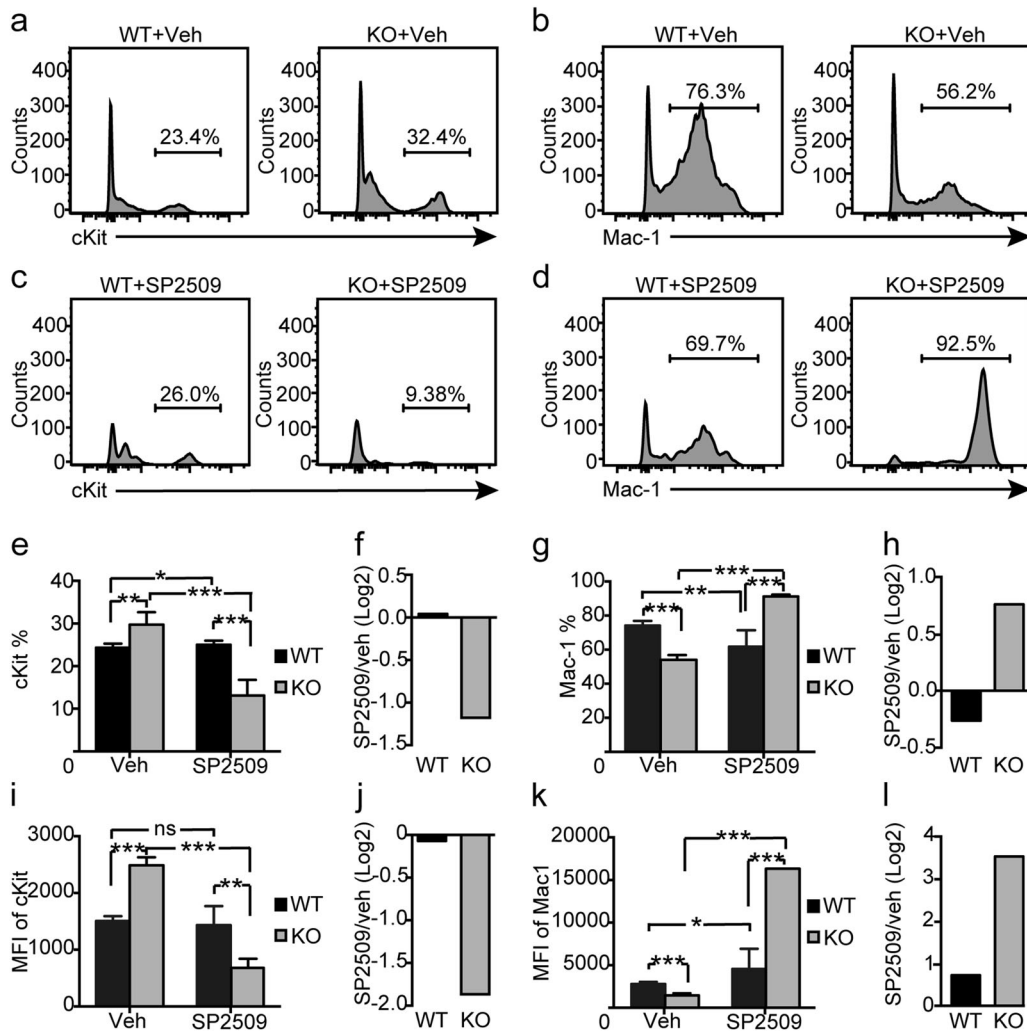 a
WT+Veh
KO+Veh
400
300
200
100
0
Counts
23.4%
32.4%
cKit
b
WT+Veh
KO+Veh
400
300
200
100
0
Counts
76.3%
56.2%
Mac-1
c
WT+SP2509
KO+SP2509
400
300
200
100
0
Counts
26.0%
9.38%
cKit
d
WT+SP2509
KO+SP2509
400
300
200
100
0
Counts
69.7%
92.5%
Mac-1
e
cKit %
40
30
20
10
0
*
**
***
***
Veh
SP2509
WT
KO
f
SP2509/veh (Log2)
0.5
0.0
-0.5
-1.0
-1.5
WT KO
g
Mac-1 %
100
80
60
40
20
0
***
**
***
***
Veh
SP2509
WT
KO
h
SP2509/veh (Log2)
1.0
0.5
0.0
-0.5
WT KO
i
MFI of cKit
3000
2000
1000
0
ns
***
***
**
Veh
SP2509
WT
KO
j
SP2509/veh (Log2)
0
-0.5
-1.0
-1.5
-2.0
WT KO
k
MFI of Mac1
20000
15000
10000
5000
0
***
***
*
***
Veh
SP2509
WT
KO
l
SP2509/veh (Log2)
4
3
2
1
0
WT KO